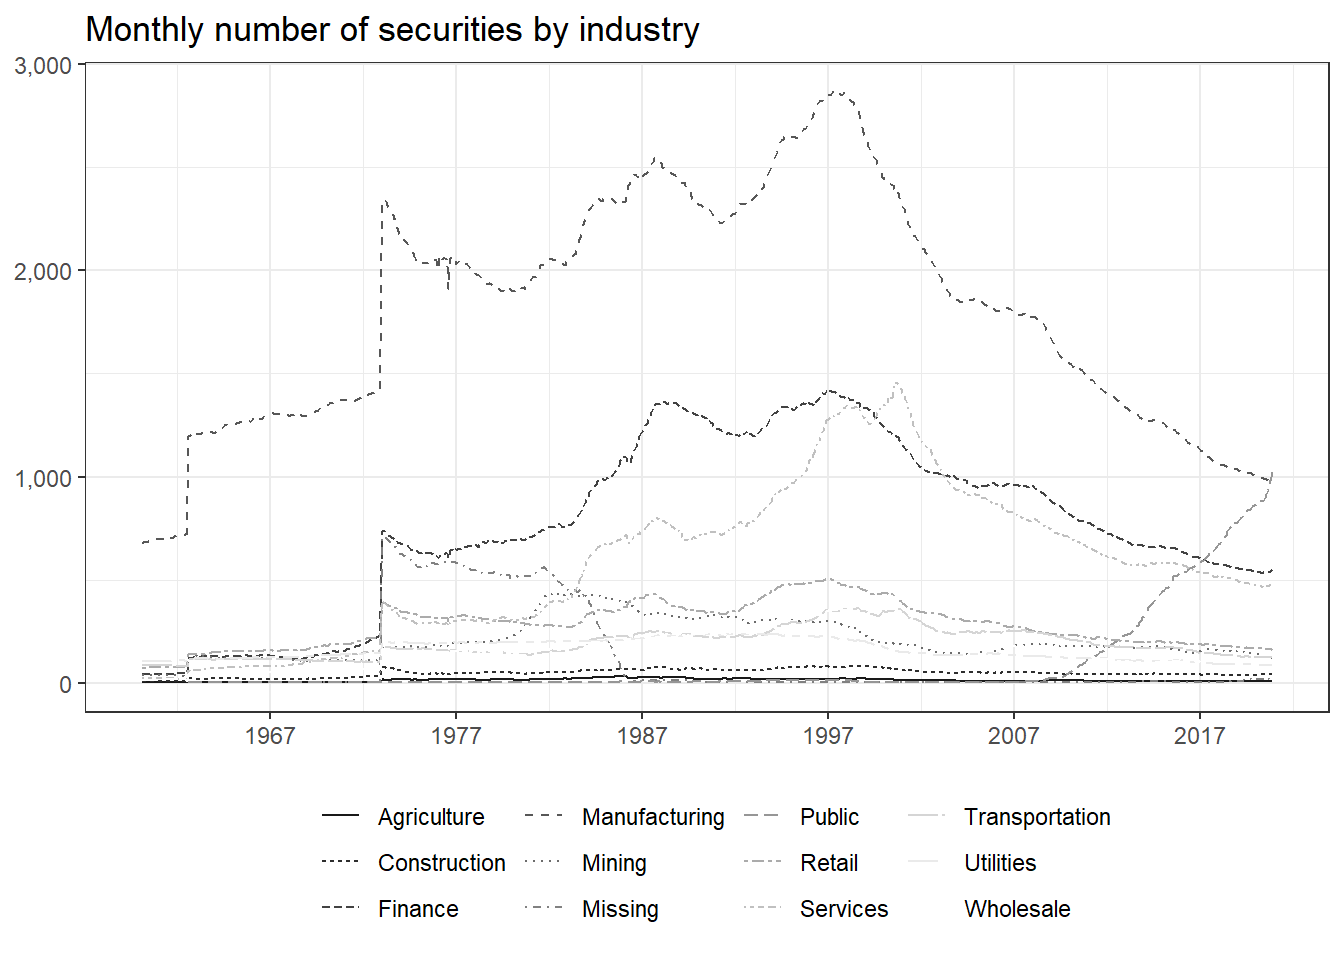 Monthly number of securities by industry
3,000
2,000
1,000
0
1967 1977 1987 1997 2007 2017
Agriculture Manufacturing Public Transportation
Construction Mining Retail Utilities
Finance Missing Services Wholesale